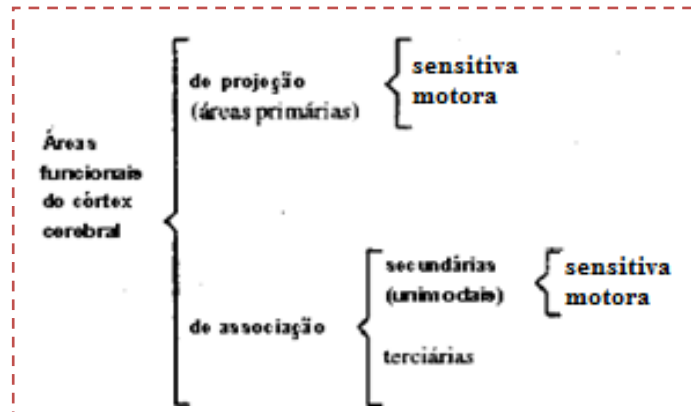 Áreas
funcionais
do córtex
cerebral
de projeção
(áreas primárias)
sensitiva
motora
de associação
secundárias
(unimodais)
sensitiva
motora
terciárias